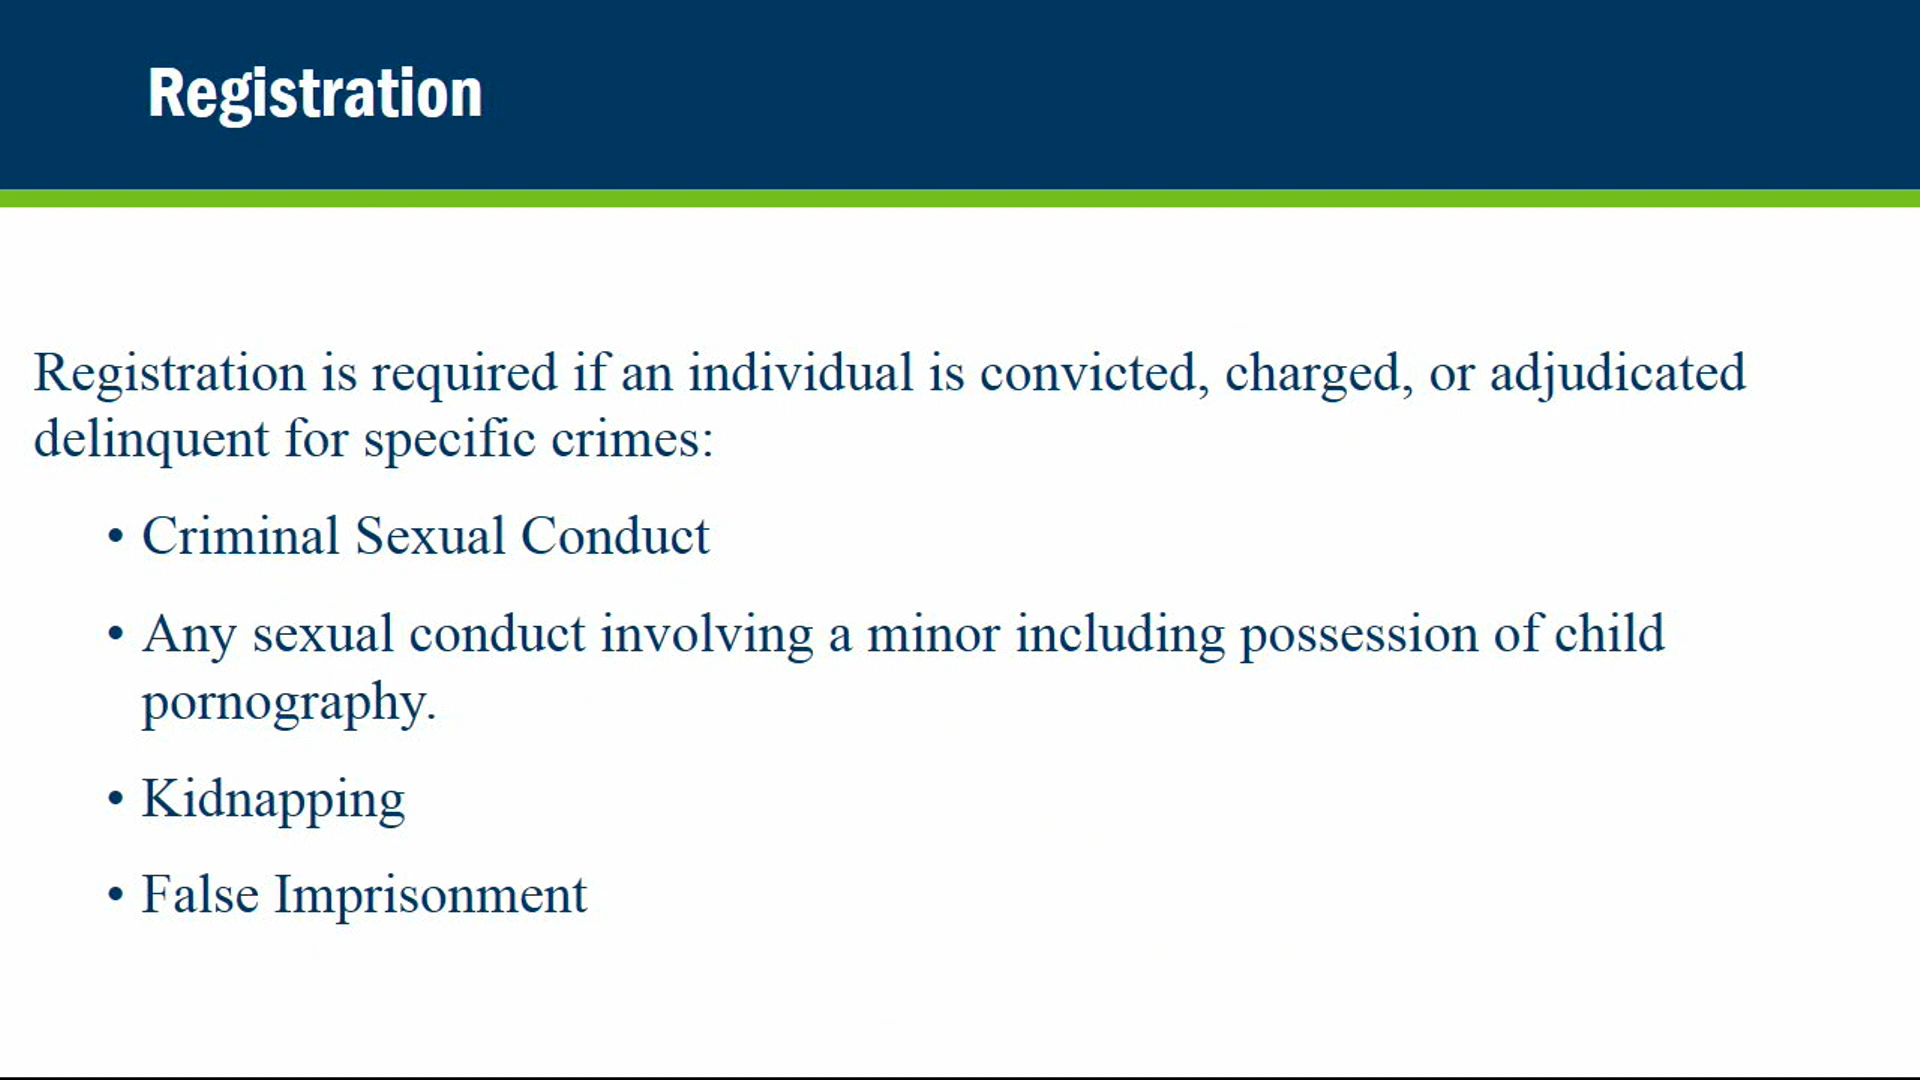 Registration
Registration is required if an individual is convicted, charged, or adjudicated
delinquent for specific crimes:
• Criminal Sexual Conduct
• Any sexual conduct involving a minor including possession of child
pornography.
• Kidnapping
• False Imprisonment